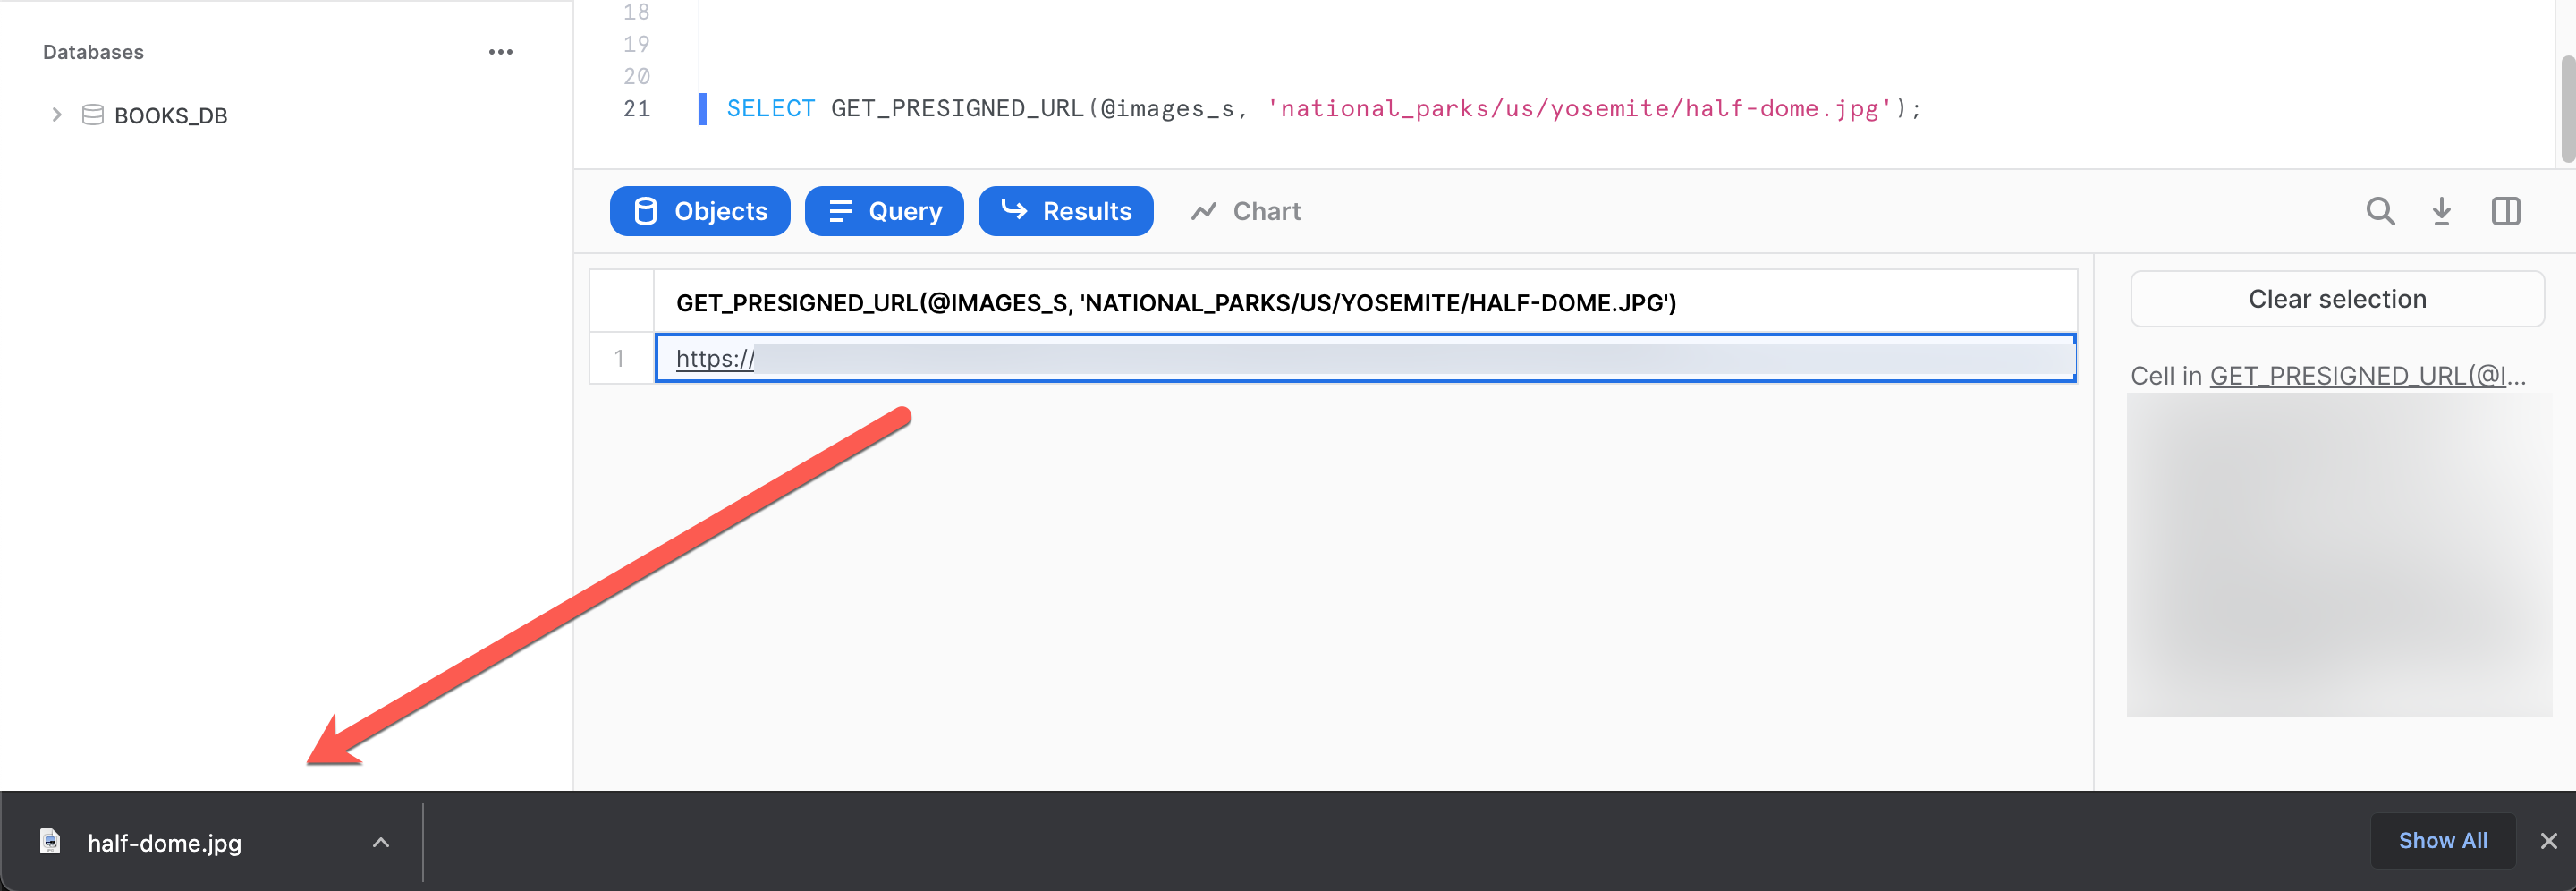 Databases
BOOKS_DB
18
19
20
21 SELECT GET_PRESIGNED_URL(@images_s, 'national_parks/us/yosemite/half-dome.jpg');
Objects Query Results Chart
GET_PRESIGNED_URL(@IMAGES_S, 'NATIONAL_PARKS/US/YOSEMITE/HALF-DOME.JPG')
1 https://
Clear selection
Cell in GET_PRESIGNED_URL(@I...
half-dome.jpg
Show All